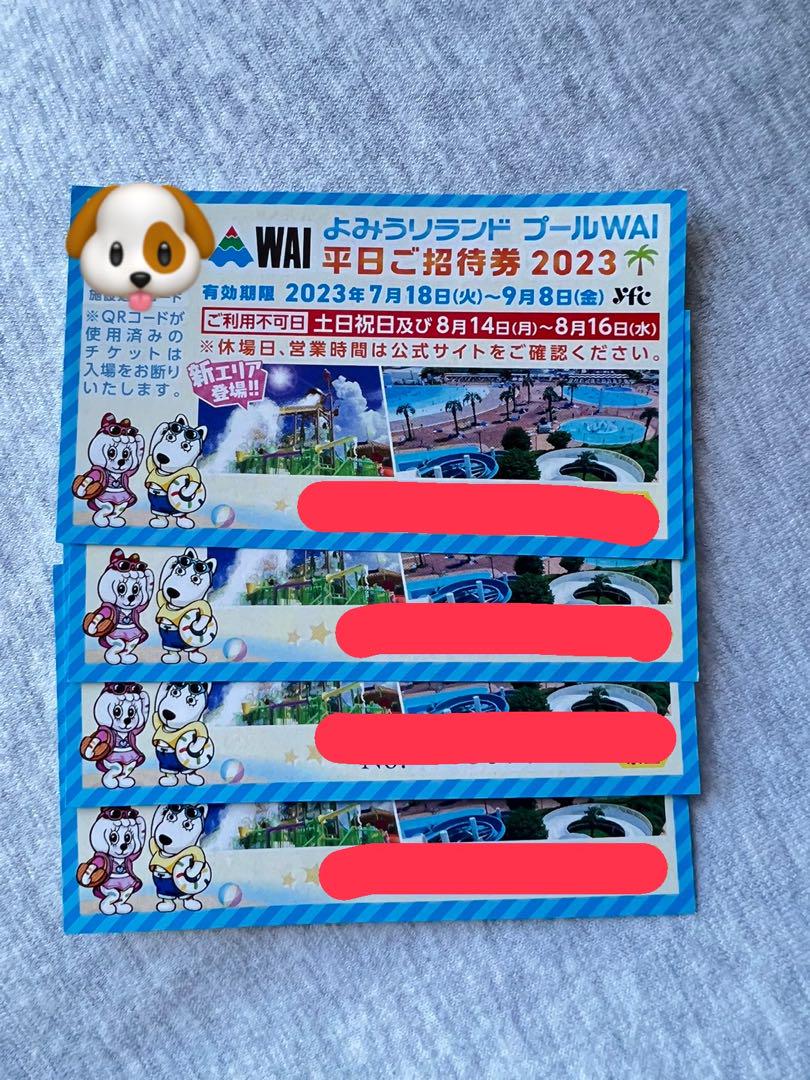 WAI
よみうりランド プールWAI
平日ご招待券 2023
有効期限 2023年7月18日(火)～9月8日(金) yfc
ご利用不可日 土日祝日及び8月14日(月)～8月16日(水)
※休場日、営業時間は公式サイトをご確認ください。
※QRコードが
使用済みの
チケットは
入場をお断り
いたします。
新エリア
登場!!
No.